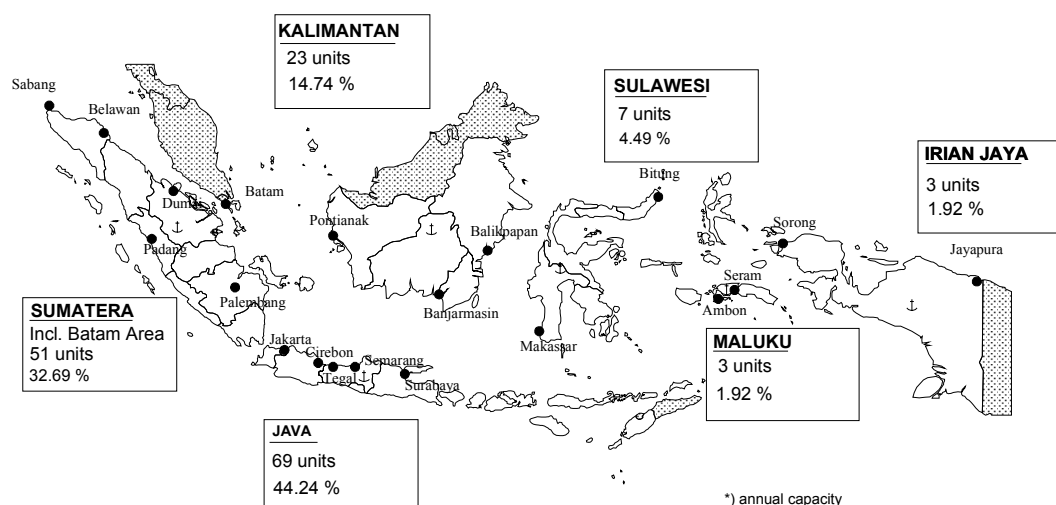 KALIMANTAN
23 units
14.74 %
SULAWESI
7 units
4.49 %
IRIAN JAYA
3 units
1.92 %
Sabang
Belawan
Dumai
Batam
Padang
Palembang
Pontianak
Balikpapan
Banjarmasin
Bitung
Makassar
Sorong
Seram
Ambon
Jayapura
SUMATERA
Incl. Batam Area
51 units
32.69 %
Jakarta
Cirebon
Tegal
Semarang
Surabaya
MALUKU
3 units
1.92 %
JAVA
69 units
44.24 %
*) annual capacity